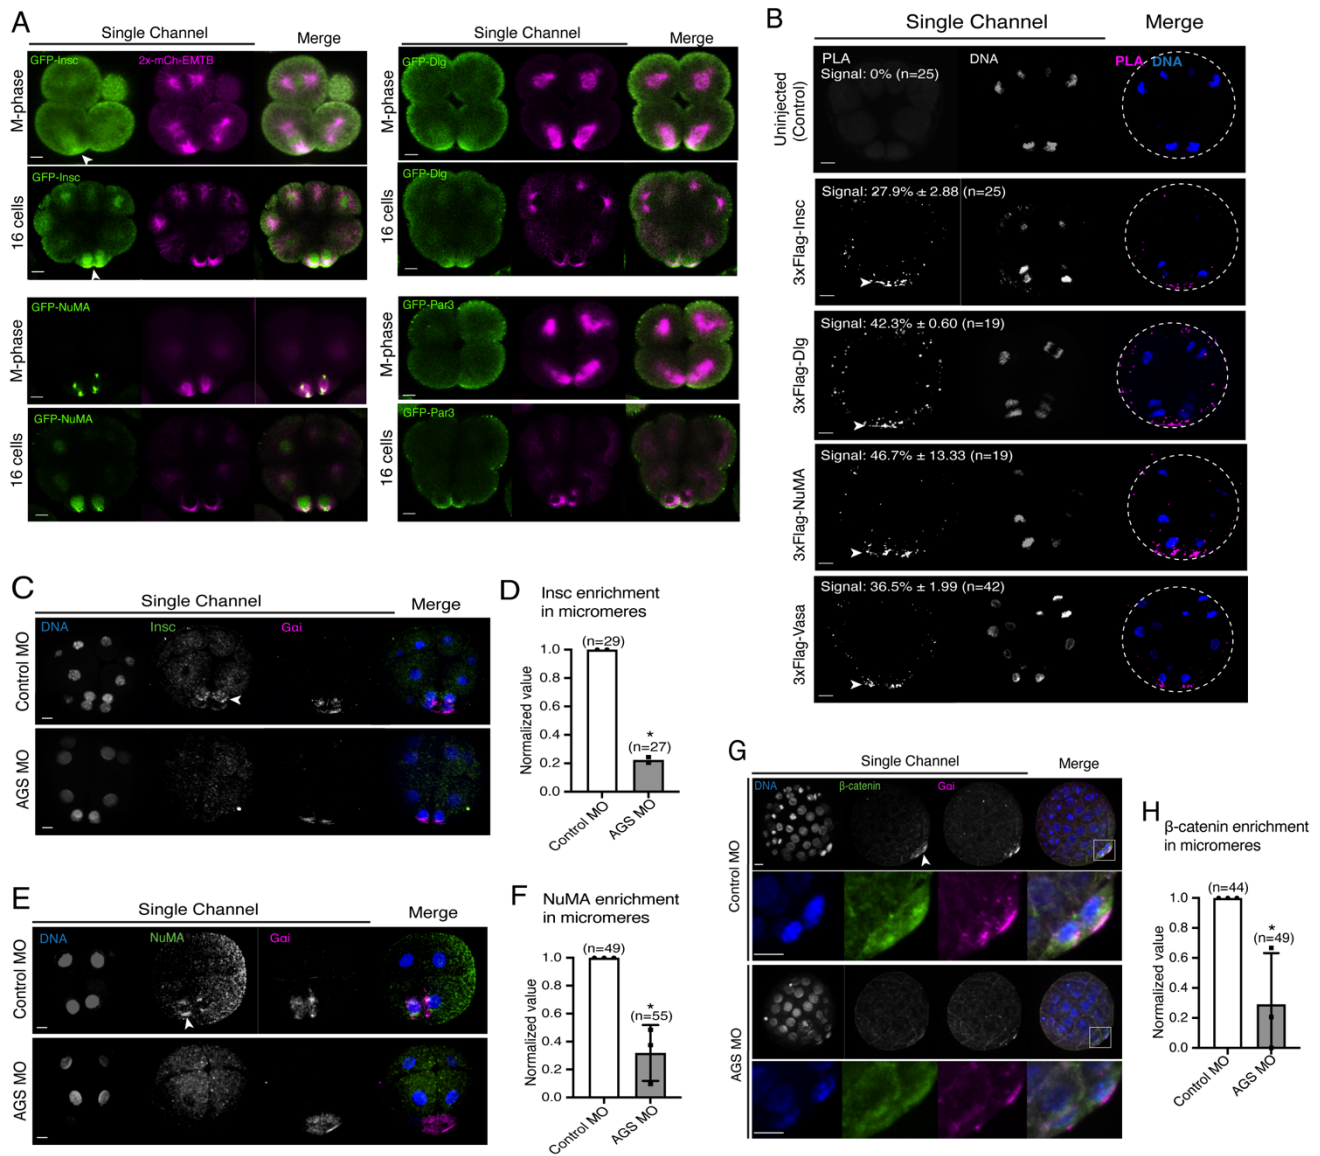 A
Single Channel
Merge
Single Channel
Merge
M-phase
GFP-Insc
2x-mCh-EMTB
M-phase
GFP-Dlg
16 cells
GFP-Insc
16 cells
GFP-Dlg
M-phase
GFP-NuMA
M-phase
GFP-Par3
16 cells
GFP-NuMA
16 cells
GFP-Par3
B
Single Channel
Merge
Uninjected
(Control)
PLA
Signal: 0% (n=25)
DNA
PLA DNA
3xFlag-Insc
Signal: 27.9% ± 2.88 (n=25)
3xFlag-Dlg
Signal: 42.3% ± 0.60 (n=19)
3xFlag-NuMA
Signal: 46.7% ± 13.33 (n=19)
3xFlag-Vasa
Signal: 36.5% ± 1.99 (n=42)
C
Single Channel
Merge
Control MO
DNA
Insc
Gαi
AGS MO
D
Insc enrichment
in micromeres
(n=29)
*
(n=27)
Normalized value
1.0
0.8
0.6
0.4
0.2
0.0
Control MO
AGS MO
E
Single Channel
Merge
Control MO
DNA
NuMA
Gαi
AGS MO
F
NuMA enrichment
in micromeres
(n=49)
*
(n=55)
Normalized value
1.0
0.8
0.6
0.4
0.2
0.0
Control MO
AGS MO
G
Single Channel
Merge
Control MO
DNA
β-catenin
Gαi
AGS MO
H
β-catenin enrichment
in micromeres
(n=44)
*
(n=49)
Normalized value
1.0
0.8
0.6
0.4
0.2
0.0
Control MO
AGS MO